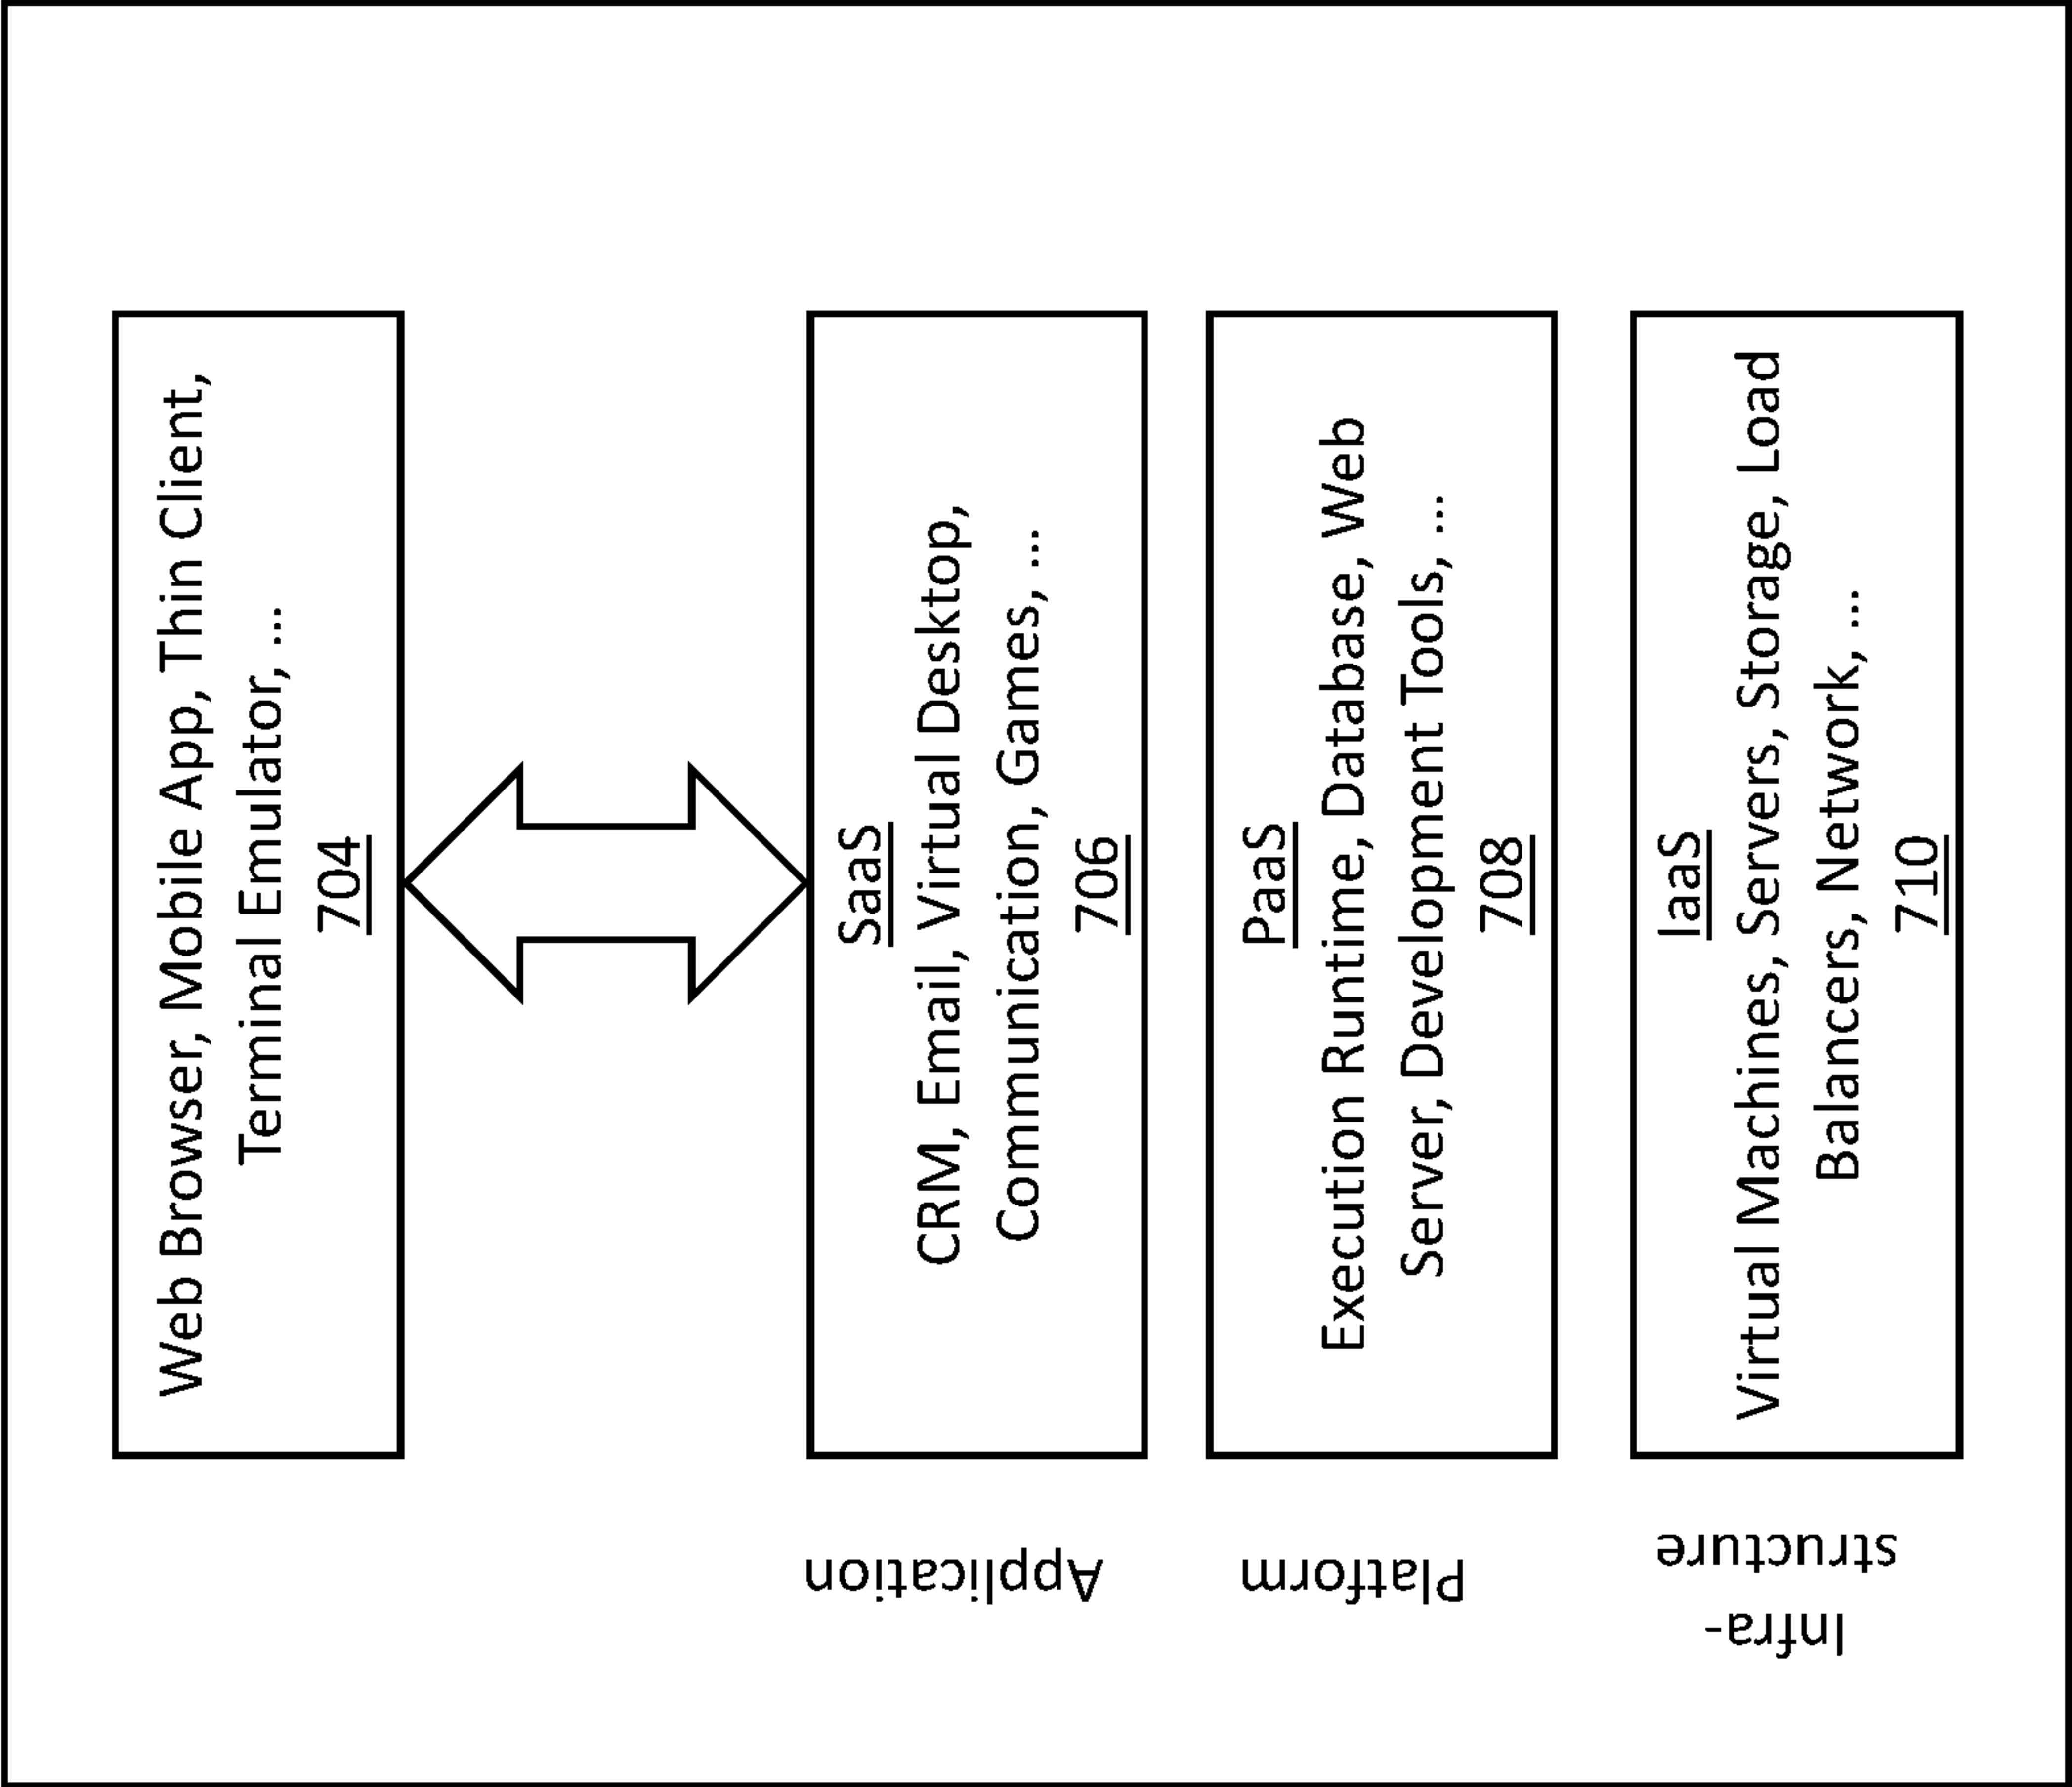 Web Browser, Mobile App, Thin Client,
Terminal Emulator, ...
704
Application
SaaS
CRM, Email, Virtual Desktop,
Communication, Games, ...
706
Platform
PaaS
Execution Runtime, Database, Web
Server, Development Tools, ...
708
Infra-
structure
IaaS
Virtual Machines, Servers, Storage, Load
Balancers, Network, ...
710